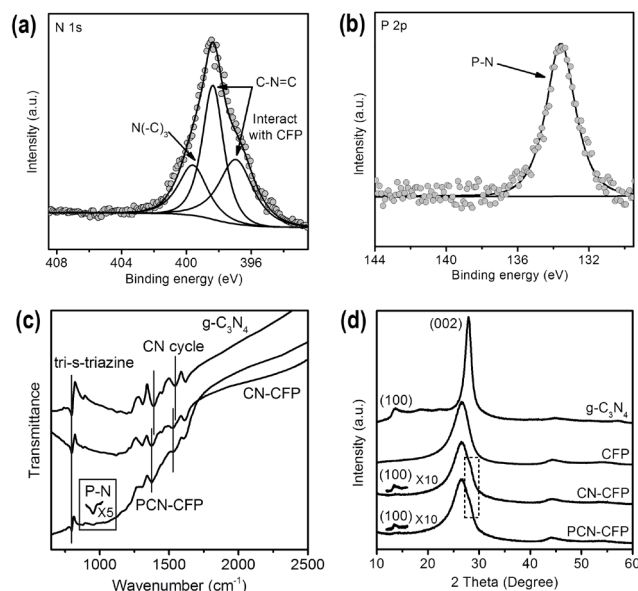 (a)
N 1s
C-N=C
Interact
with CFP
N(-C)₃
Intensity (a.u.)
408
404
400
396
Binding energy (eV)
(b)
P 2p
P-N
Intensity (a.u.)
144
140
136
132
Binding energy (eV)
(c)
g-C₃N₄
CN cycle
tri-s-triazine
CN-CFP
P-N
X5
PCN-CFP
Transmittance
1000
1500
2000
2500
Wavenumber (cm⁻¹)
(d)
(002)
(100)
g-C₃N₄
CFP
(100) X10
CN-CFP
(100) X10
PCN-CFP
Intensity (a.u.)
10
20
30
40
50
60
2 Theta (Degree)